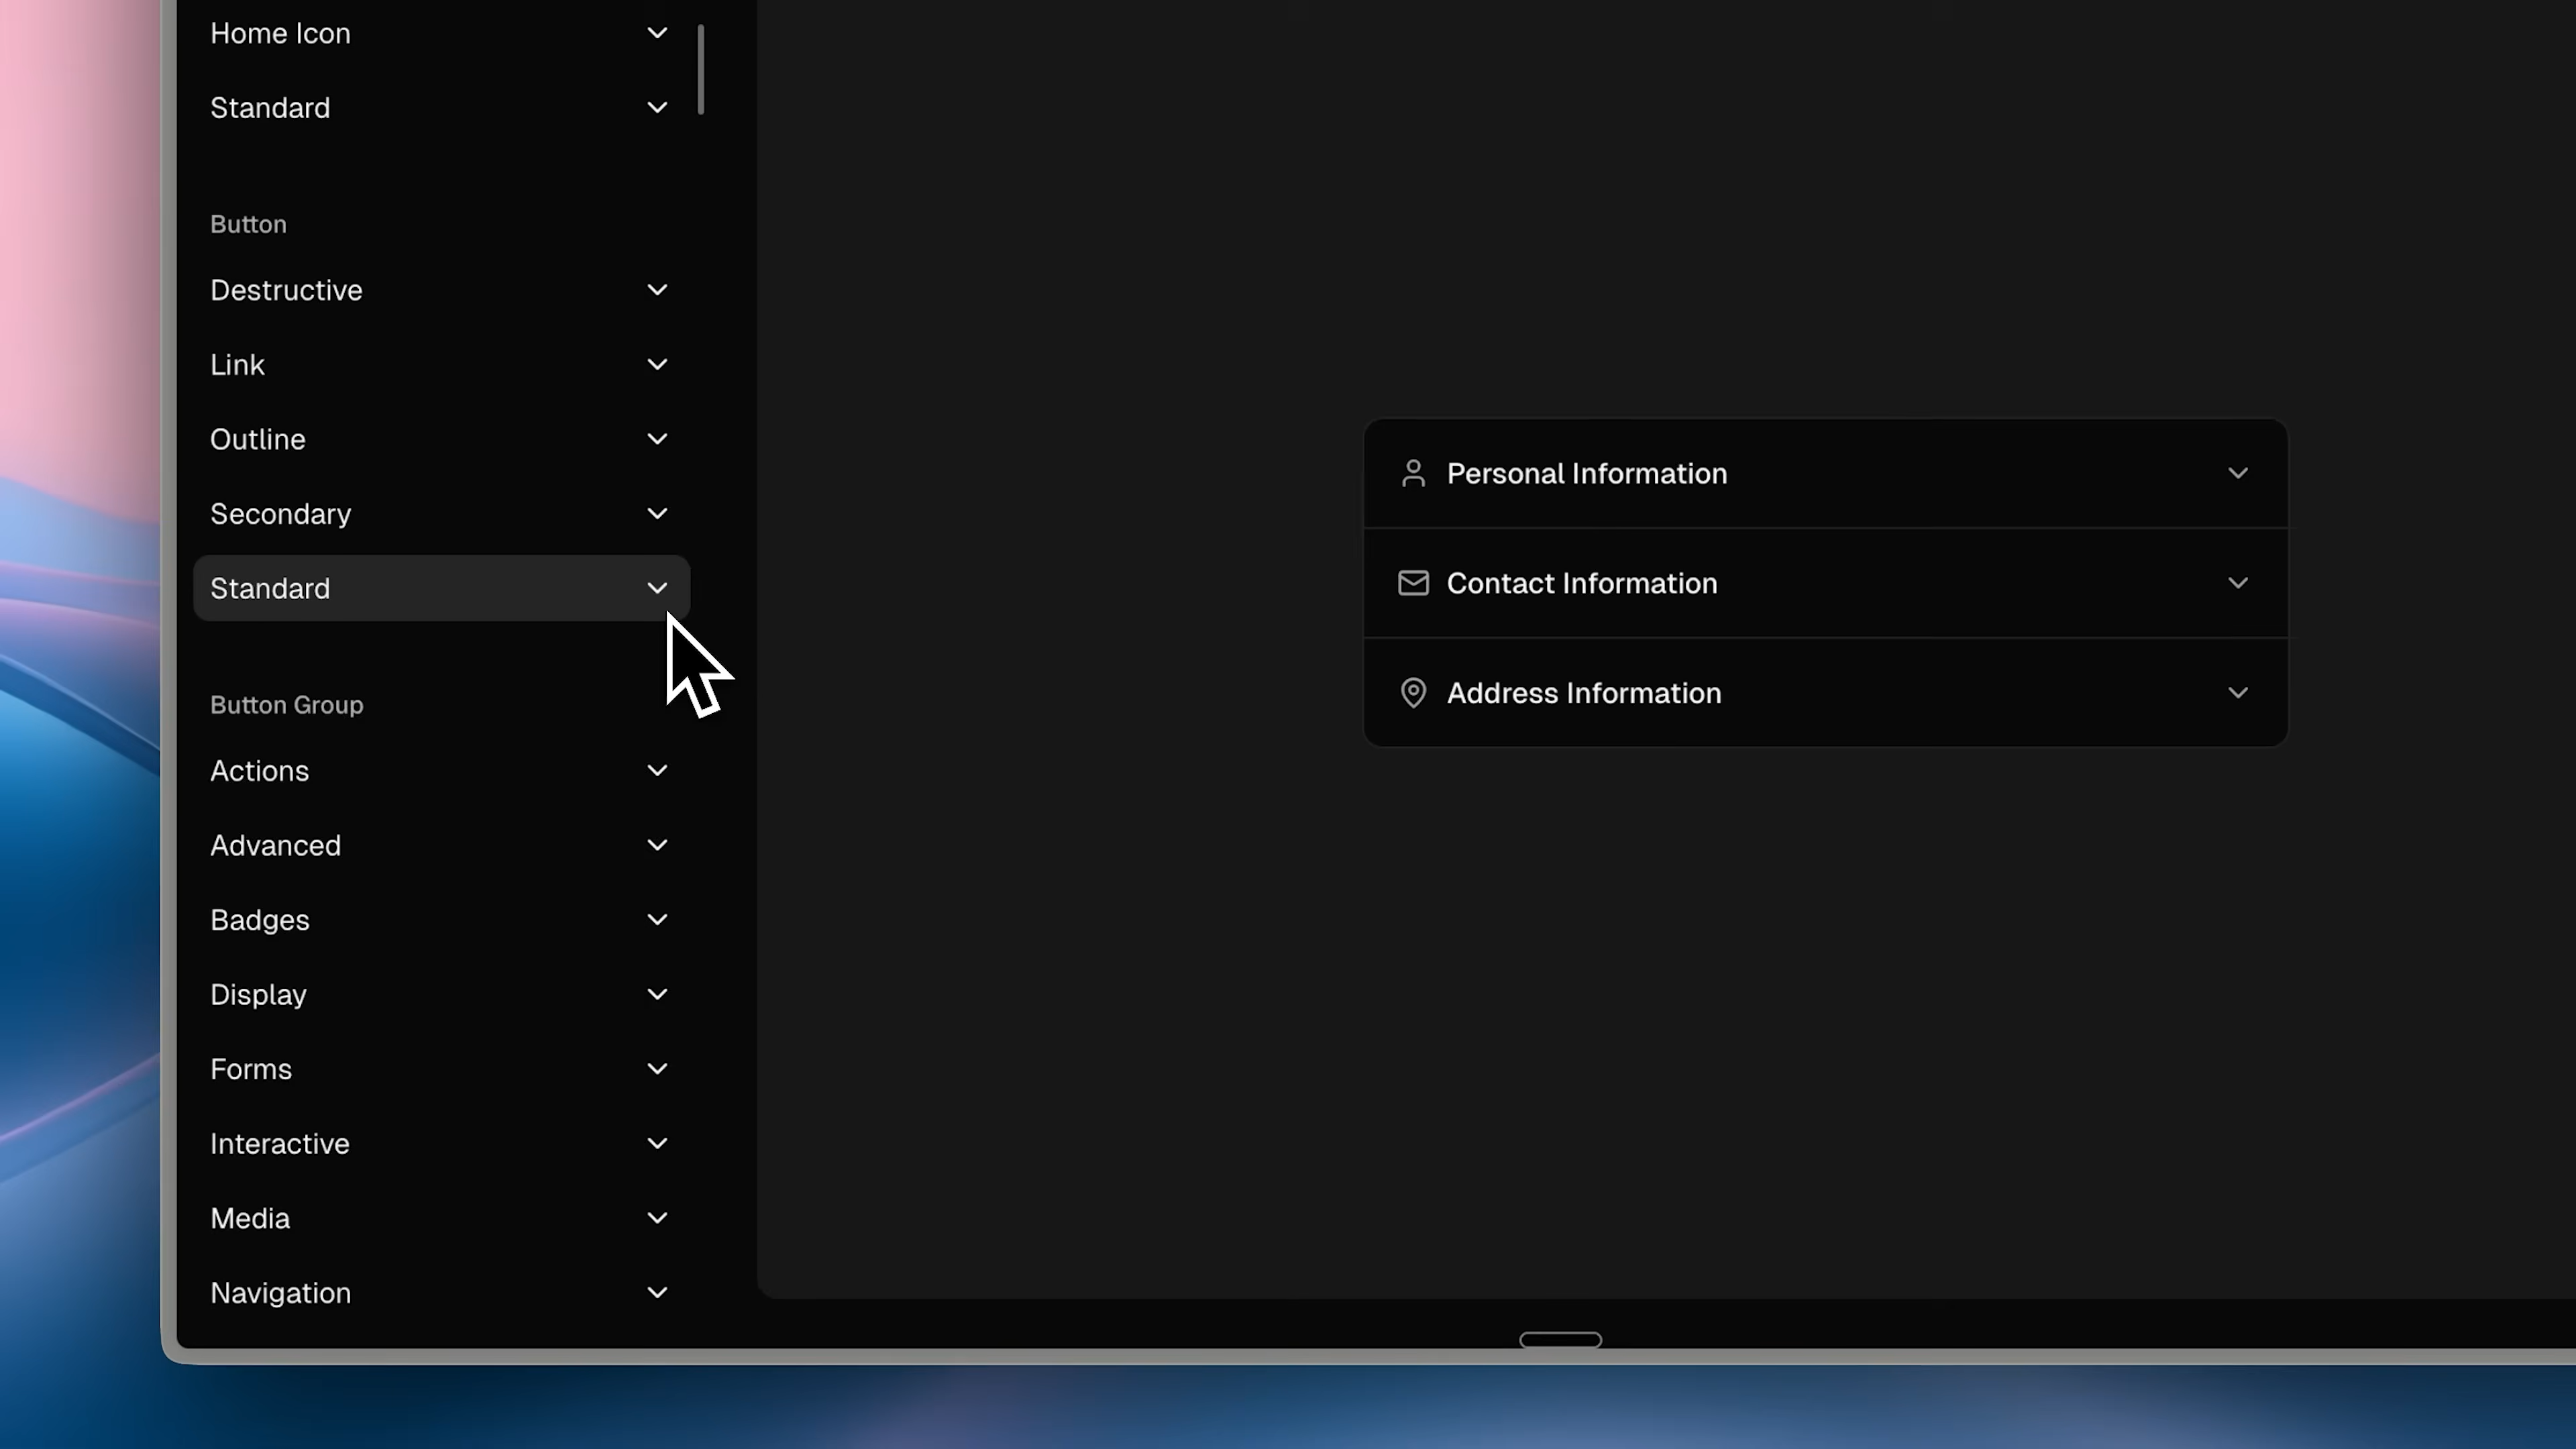 Home Icon
Standard
Button
Destructive
Link
Outline
Secondary
Standard
Button Group
Actions
Advanced
Badges
Display
Forms
Interactive
Media
Navigation
Personal Information
Contact Information
Address Information